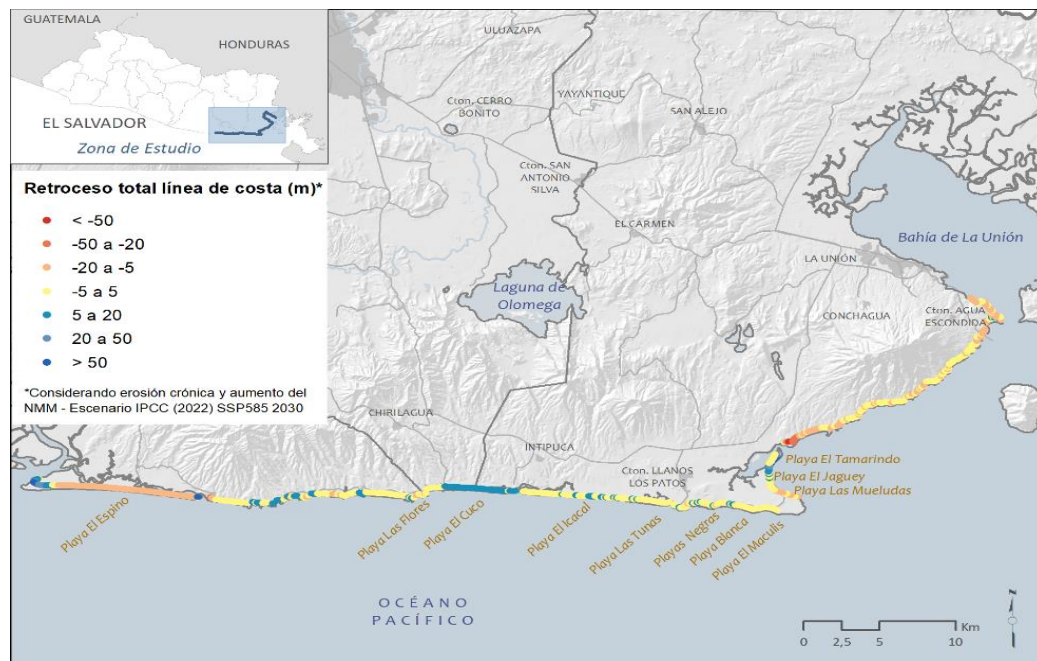 GUATEMALA
HONDURAS
EL SALVADOR
Zona de Estudio
Retroceso total línea de costa (m)*
< -50
-50 a -20
-20 a -5
-5 a 5
5 a 20
20 a 50
> 50
*Considerando erosión crónica y aumento del
NMM - Escenario IPCC (2022) SSP585 2030
ULUAZAPA
Cton. CERRO
BONITO
YAYANTIQUE
SAN ALEJO
Cton. SAN
ANTONIO
SILVA
EL CARMEN
Bahía de La Unión
LA UNIÓN
Laguna de
Olomega
CONCHAGUA
Cton. AGUA
ESCONDIDA
CHIRILAGUA
INTIPUCA
Cton. LLANOS
LOS PATOS
Playa El Tamarindo
Playa El Jaguey
Playa Las Mueludas
Playa El Espino
Playa Las Flores
Playa El Cuco
Playa El Icacal
Playa Las Tunas
Playas Negras
Playa Blanca
Playa El Maculis
OCÉANO
PACÍFICO
Km
0 2,5 5 10
N